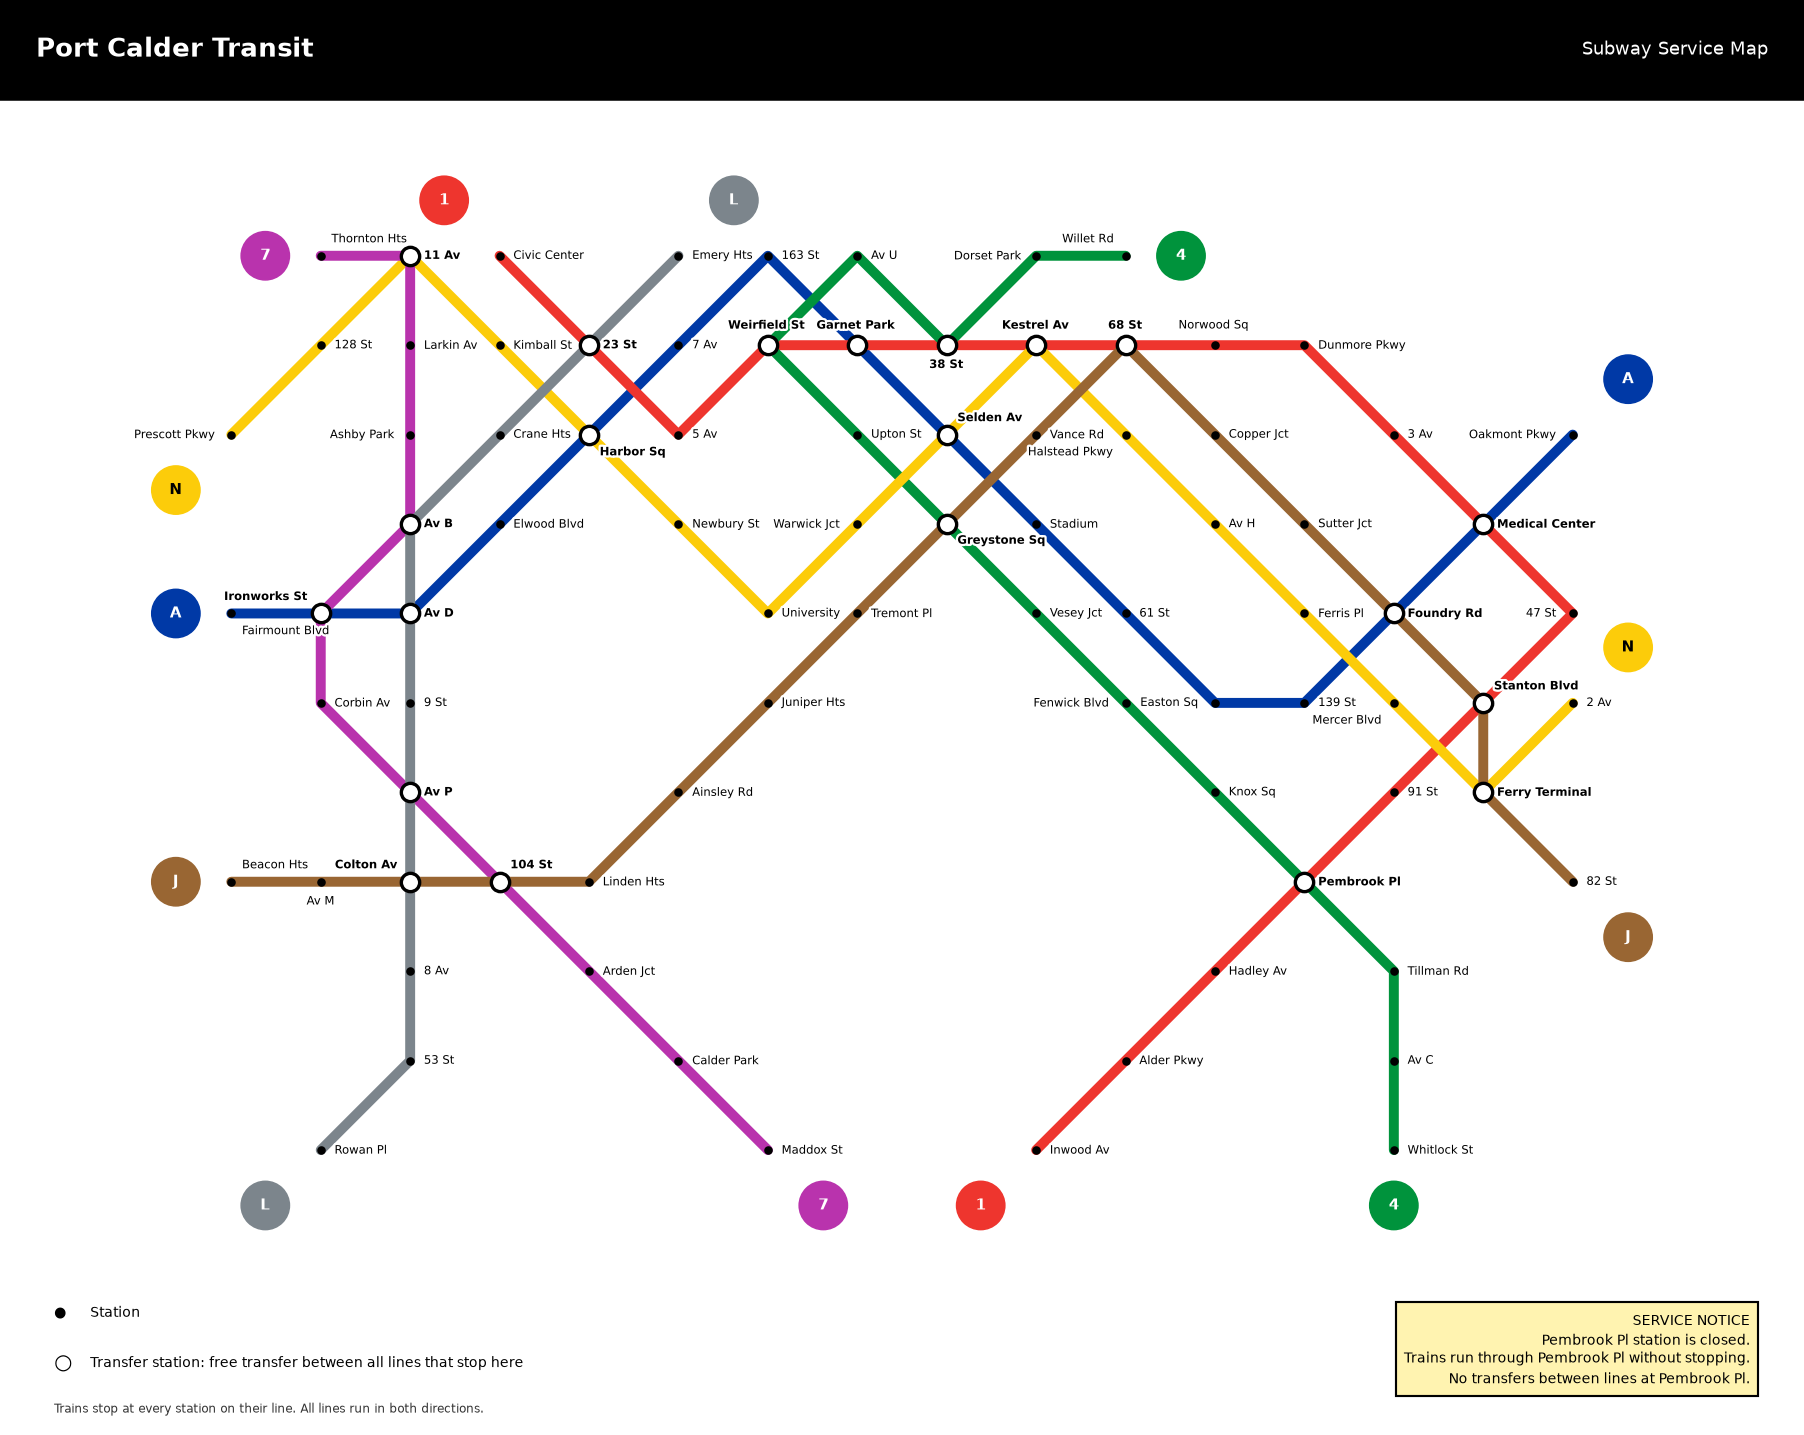 Port Calder Transit
Subway Service Map
1
L
7
Thornton Hts
11 Av
Civic Center
Emery Hts
163 St
Av U
Dorset Park
Willet Rd
4
128 St
Larkin Av
Kimball St
23 St
7 Av
Weirfield St
Garnet Park
38 St
Kestrel Av
68 St
Norwood Sq
Dunmore Pkwy
A
Prescott Pkwy
Ashby Park
Crane Hts
Harbor Sq
5 Av
Upton St
Selden Av
Vance Rd
Halstead Pkwy
Copper Jct
3 Av
Oakmont Pkwy
N
Av B
Elwood Blvd
Newbury St
Warwick Jct
Greystone Sq
Stadium
Av H
Sutter Jct
Medical Center
A
Ironworks St
Fairmount Blvd
Av D
University
Tremont Pl
Vesey Jct
61 St
Ferris Pl
Foundry Rd
47 St
N
Corbin Av
9 St
Juniper Hts
Fenwick Blvd
Easton Sq
139 St
Mercer Blvd
Stanton Blvd
2 Av
Av P
Ainsley Rd
Knox Sq
91 St
Ferry Terminal
J
Beacon Hts
Av M
Colton Av
104 St
Linden Hts
Pembrook Pl
82 St
J
8 Av
Arden Jct
Hadley Av
Tillman Rd
53 St
Calder Park
Alder Pkwy
Av C
Rowan Pl
Maddox St
Inwood Av
Whitlock St
L
7
1
4
Station
Transfer station: free transfer between all lines that stop here
Trains stop at every station on their line. All lines run in both directions.
SERVICE NOTICE
Pembrook Pl station is closed.
Trains run through Pembrook Pl without stopping.
No transfers between lines at Pembrook Pl.